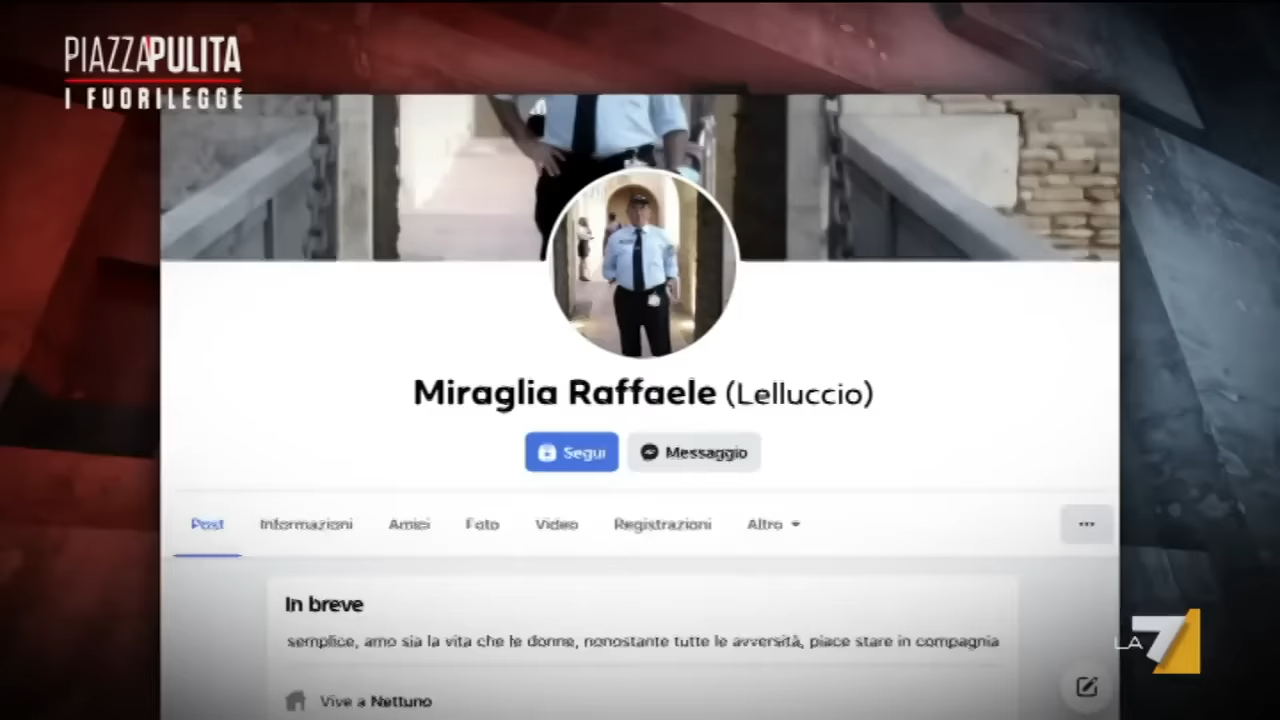 PIAZZAPULITA
I FUORILEGGE
Miraglia Raffaele (Lelluccio)
Segui
Messaggio
Post Informazioni Amici Foto Video Registrazioni Altro
In breve
semplice, amo sia la vita che le donne, nonostante tutte le avversità, piace stare in compagnia
Vive a Nettuno
LA7